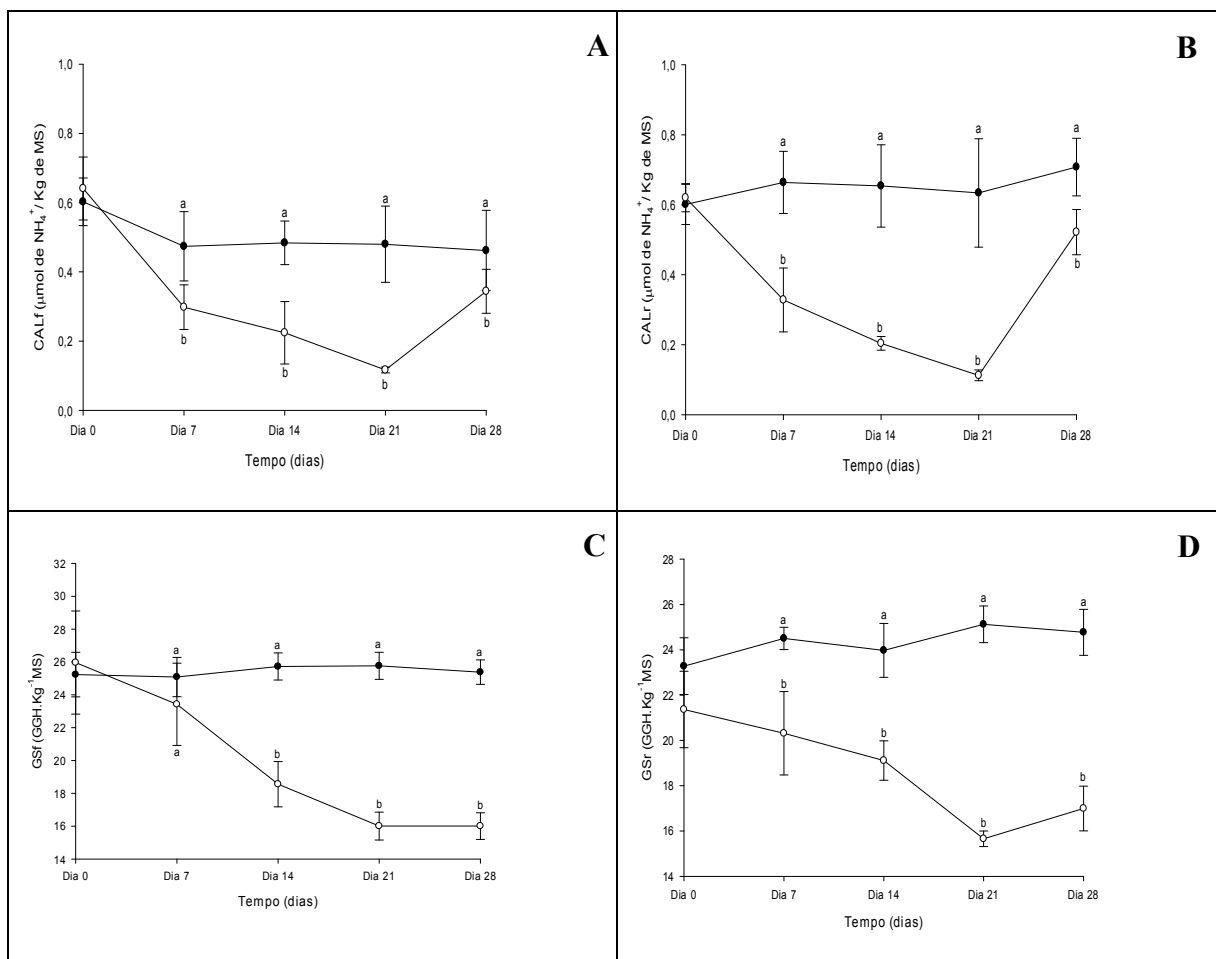 A
1,0
0,8
0,6
0,4
0,2
0,0
CALf (μmol de NH₄⁺/ Kg de MS)
a
a
a
a
b
b
b
b
Dia 0
Dia 7
Dia 14
Dia 21
Dia 28
Tempo (dias)
B
1,0
0,8
0,6
0,4
0,2
0,0
CALr (μmol de NH₄⁺/ Kg de MS)
a
a
a
a
b
b
b
b
Dia 0
Dia 7
Dia 14
Dia 21
Dia 28
Tempo (dias)
C
32
30
28
26
24
22
20
18
16
14
GSf (GGH.Kg⁻¹MS)
a
a
a
a
a
b
b
b
Dia 0
Dia 7
Dia 14
Dia 21
Dia 28
Tempo (dias)
D
28
26
24
22
20
18
16
14
GSr (GGH.Kg⁻¹MS)
a
a
a
a
b
b
b
b
Dia 0
Dia 7
Dia 14
Dia 21
Dia 28
Tempo (dias)